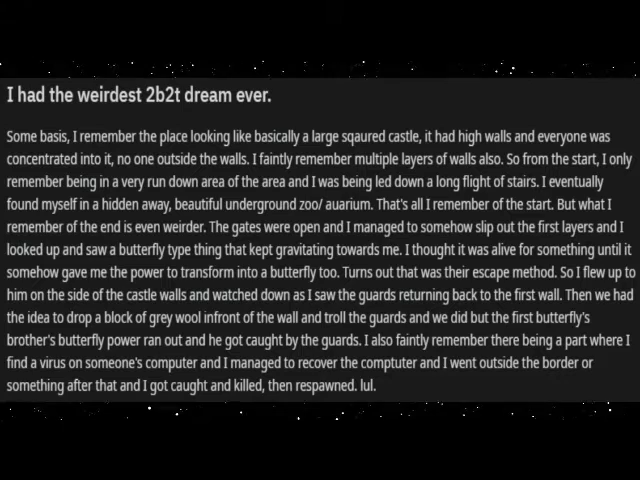 I had the weirdest 2b2t dream ever.
Some basis, I remember the place looking like basically a large sqaured castle, it had high walls and everyone was
concentrated into it, no one outside the walls. I faintly remember multiple layers of walls also. So from the start, I only
remember being in a very run down area of the area and I was being led down a long flight of stairs. I eventually
found myself in a hidden away, beautiful underground zoo/ auarium. That's all I remember of the start. But what I
remember of the end is even weirder. The gates were open and I managed to somehow slip out the first layers and I
looked up and saw a butterfly type thing that kept gravitating towards me. I thought it was alive for something until it
somehow gave me the power to transform into a butterfly too. Turns out that was their escape method. So I flew up to
him on the side of the castle walls and watched down as I saw the guards returning back to the first wall. Then we had
the idea to drop a block of grey wool infront of the wall and troll the guards and we did but the first butterfly's
brother's butterfly power ran out and he got caught by the guards. I also faintly remember there being a part where I
find a virus on someone's computer and I managed to recover the comptuter and I went outside the border or
something after that and I got caught and killed, then respawned. lul.